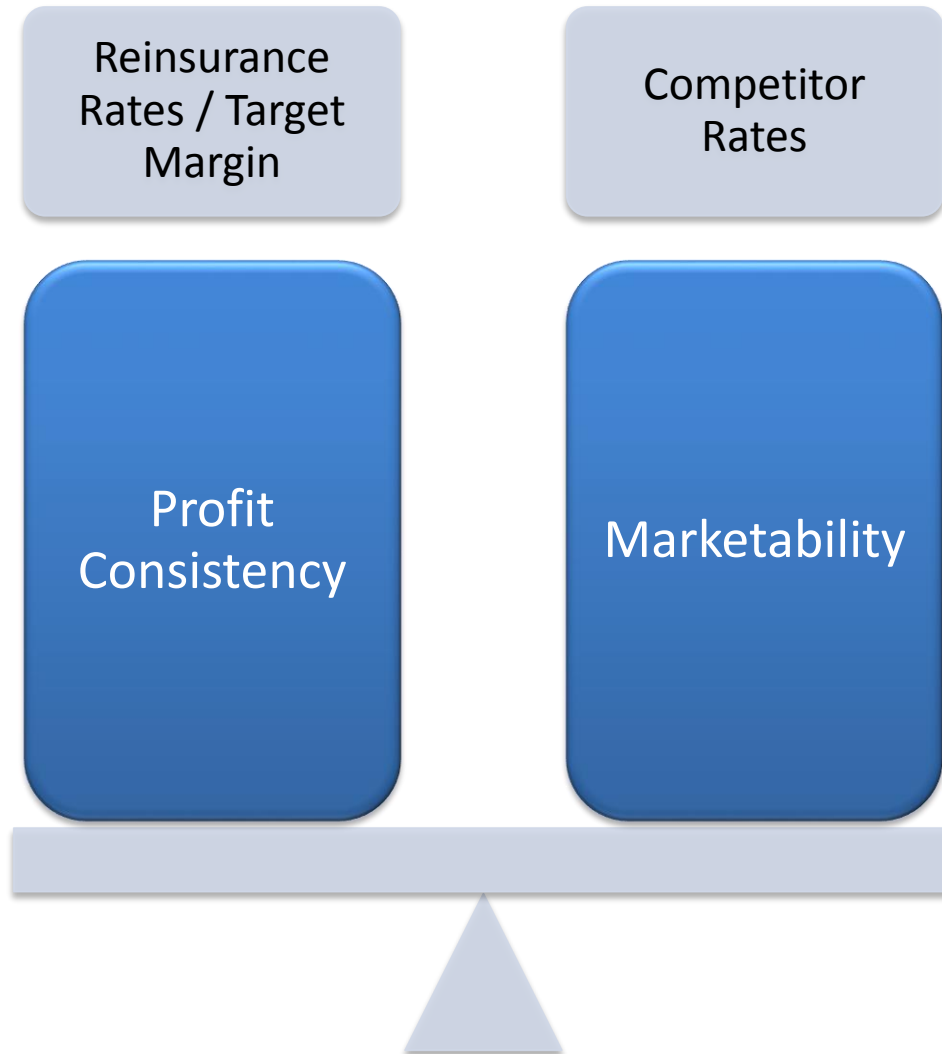 Reinsurance
Rates / Target
Margin
Competitor
Rates
Profit
Consistency
Marketability